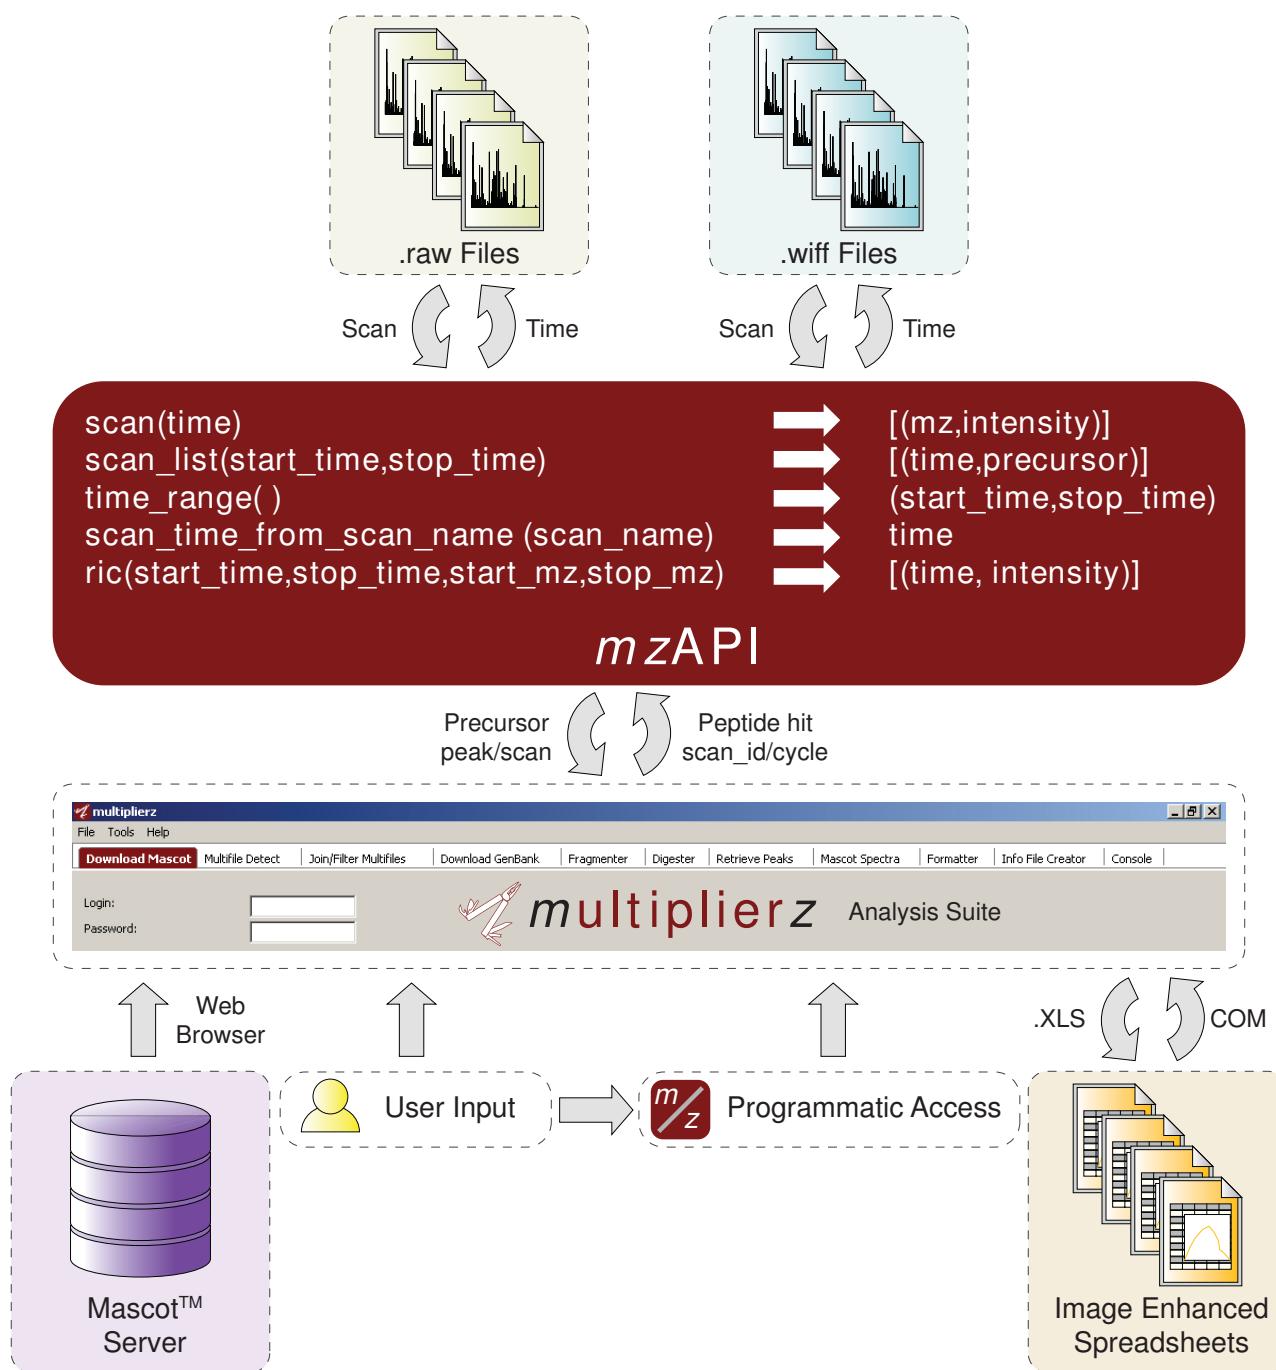 .raw Files
.wiff Files
Scan
Time
Scan
Time
scan(time)
[(mz,intensity)]
scan_list(start_time,stop_time)
[(time,precursor)]
time_range( )
(start_time,stop_time)
scan_time_from_scan_name (scan_name)
time
ric(start_time,stop_time,start_mz,stop_mz)
[(time, intensity)]
mzAPI
Precursor
peak/scan
Peptide hit
scan_id/cycle
multiplierz
File Tools Help
Download Mascot Multifile Detect Join/Filter Multifiles Download GenBank Fragmenter Digester Retrieve Peaks Mascot Spectra Formatter Info File Creator Console
Login:
Password:
multiplierz Analysis Suite
Web
Browser
.XLS
COM
User Input
m/z
Programmatic Access
Mascot™
Server
Image Enhanced
Spreadsheets